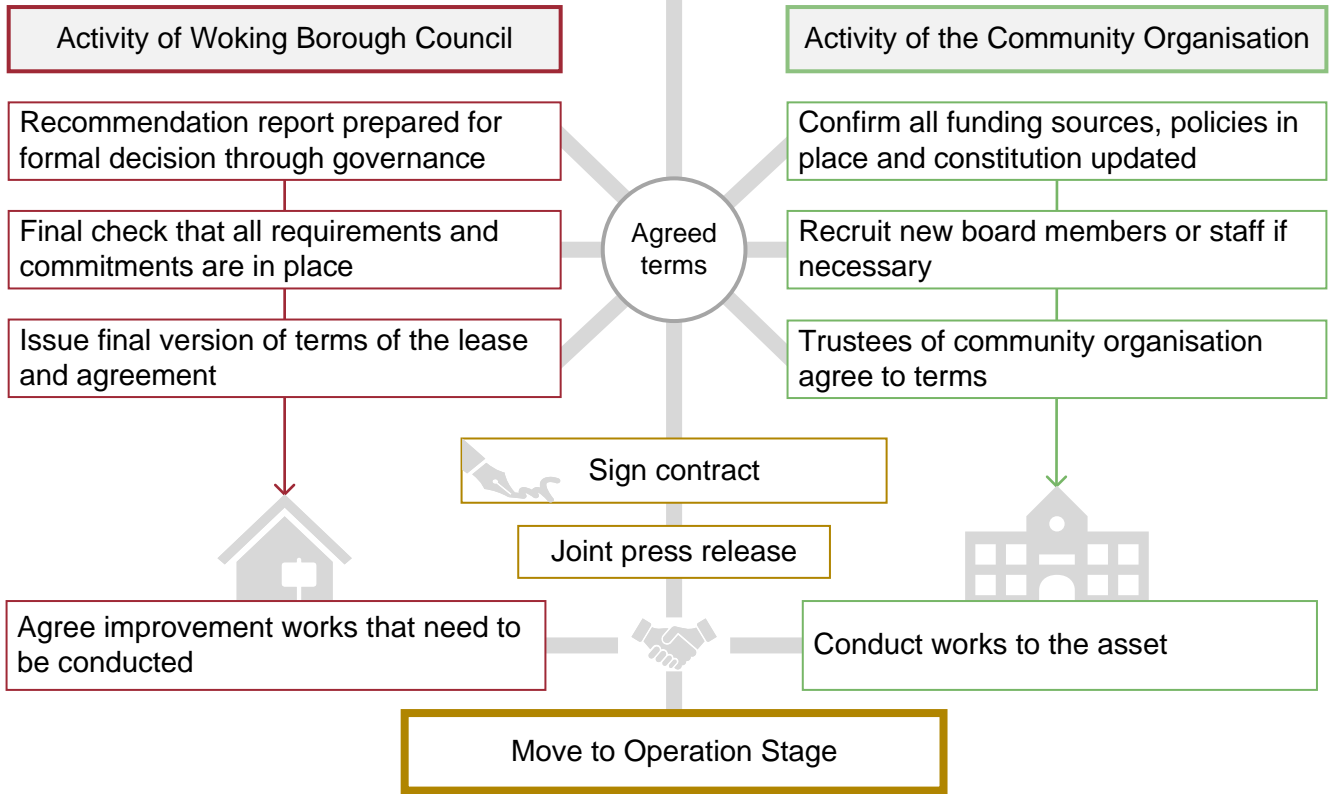 Activity of Woking Borough Council
Activity of the Community Organisation
Recommendation report prepared for
formal decision through governance
Confirm all funding sources, policies in
place and constitution updated
Final check that all requirements and
commitments are in place
Agreed
terms
Recruit new board members or staff if
necessary
Issue final version of terms of the lease
and agreement
Trustees of community organisation
agree to terms
Sign contract
Joint press release
Agree improvement works that need to
be conducted
Conduct works to the asset
Move to Operation Stage